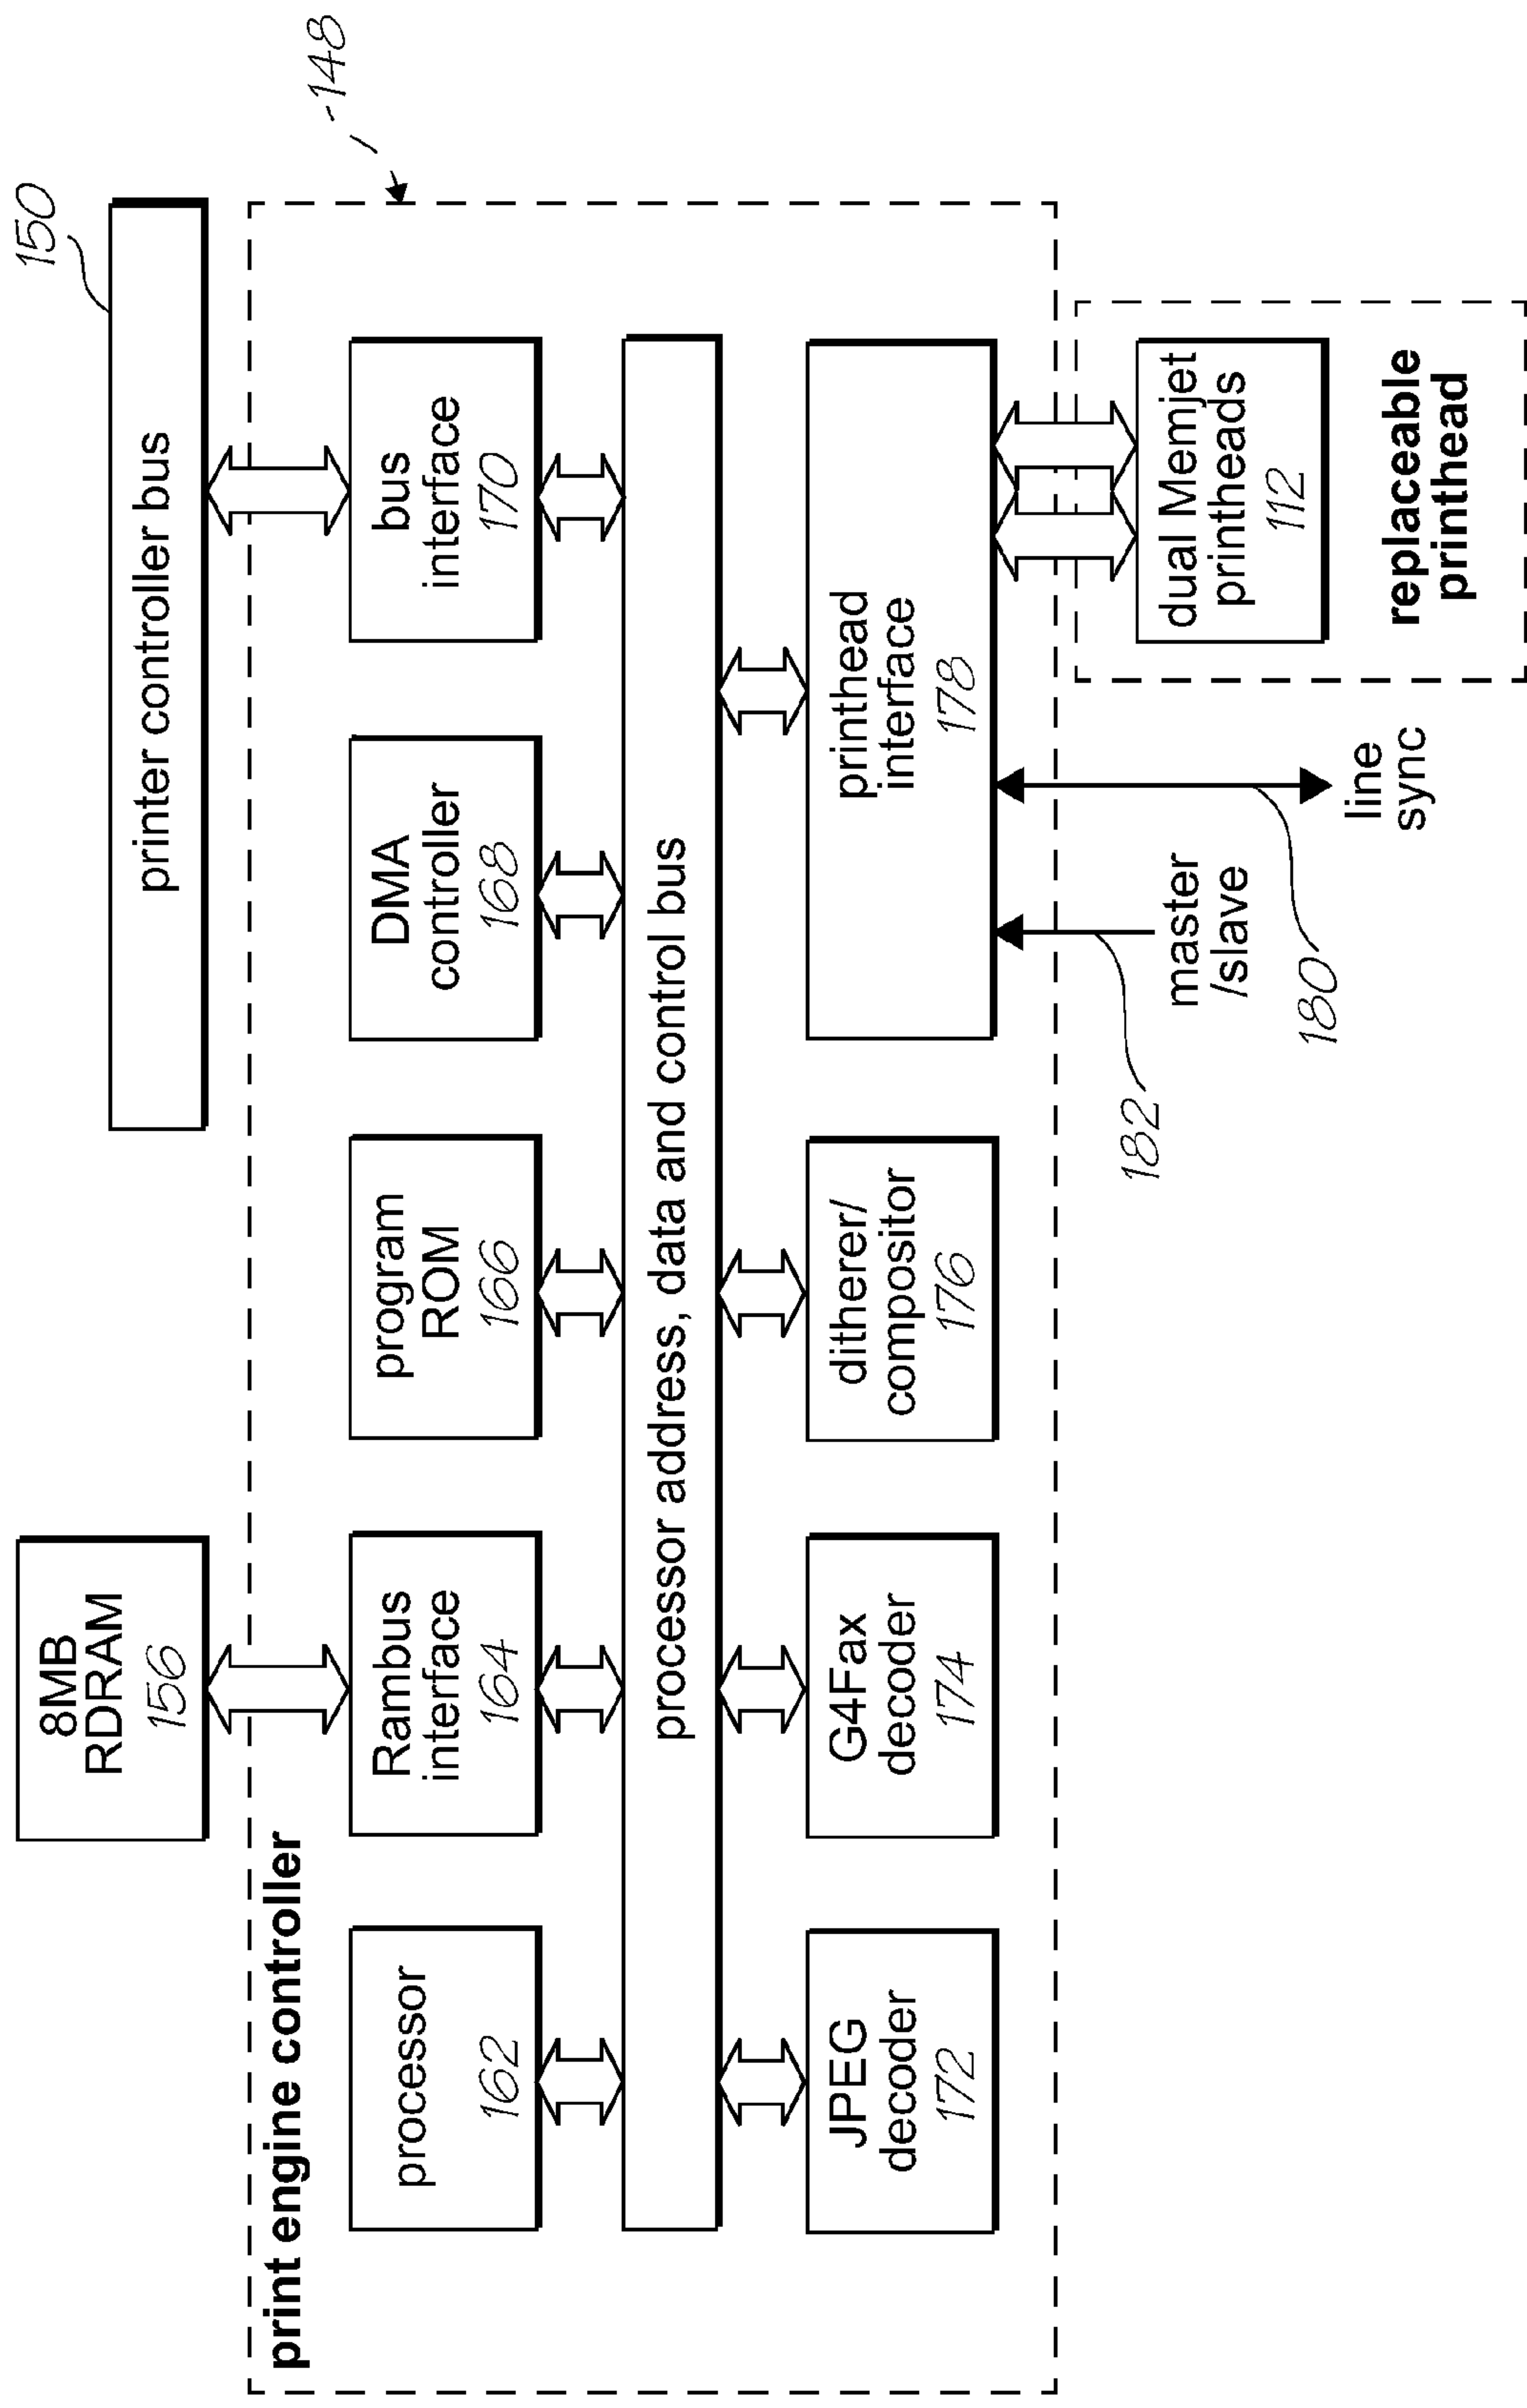 8MB
RDRAM
156
printer controller bus
150
148
print engine controller
processor
162
Rambus
interface
164
program
ROM
166
DMA
controller
168
bus
interface
170
processor address, data and control bus
JPEG
decoder
172
G4Fax
decoder
174
ditherer/
compositor
176
printhead
interface
178
182
master
/slave
180
line
sync
dual Memjet
printheads
112
replaceable
printhead